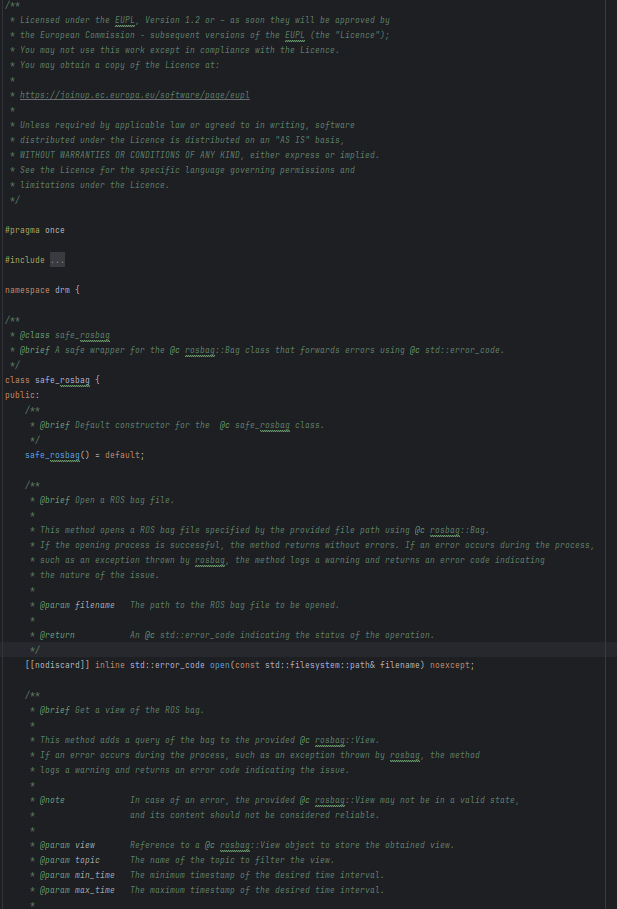 /**
 * Licensed under the EUPL, Version 1.2 or – as soon they will be approved by
 * the European Commission - subsequent versions of the EUPL (the "Licence");
 * You may not use this work except in compliance with the Licence.
 * You may obtain a copy of the Licence at:
 *
 * https://joinup.ec.europa.eu/software/page/eupl
 *
 * Unless required by applicable law or agreed to in writing, software
 * distributed under the Licence is distributed on an "AS IS" basis,
 * WITHOUT WARRANTIES OR CONDITIONS OF ANY KIND, either express or implied.
 * See the Licence for the specific language governing permissions and
 * limitations under the Licence.
 */
#pragma once
#include ...
namespace drm {
/**
 * @class safe_rosbag
 * @brief A safe wrapper for the @c rosbag::Bag class that forwards errors using @c std::error_code.
 */
class safe_rosbag {
public:
    /**
     * @brief Default constructor for the  @c safe_rosbag class.
     */
    safe_rosbag() = default;
    /**
     * @brief Open a ROS bag file.
     *
     * This method opens a ROS bag file specified by the provided file path using @c rosbag::Bag.
     * If the opening process is successful, the method returns without errors. If an error occurs during the process,
     * such as an exception thrown by rosbag, the method logs a warning and returns an error code indicating
     * the nature of the issue.
     *
     * @param filename   The path to the ROS bag file to be opened.
     *
     * @return           An @c std::error_code indicating the status of the operation.
     */
    [[nodiscard]] inline std::error_code open(const std::filesystem::path& filename) noexcept;
    /**
     * @brief Get a view of the ROS bag.
     *
     * This method adds a query of the bag to the provided @c rosbag::View.
     * If an error occurs during the process, such as an exception thrown by rosbag, the method
     * logs a warning and returns an error code indicating the issue.
     *
     * @note             In case of an error, the provided @c rosbag::View may not be in a valid state,
     *                   and its content should not be considered reliable.
     *
     * @param view       Reference to a @c rosbag::View object to store the obtained view.
     * @param topic      The name of the topic to filter the view.
     * @param min_time   The minimum timestamp of the desired time interval.
     * @param max_time   The maximum timestamp of the desired time interval.
     *